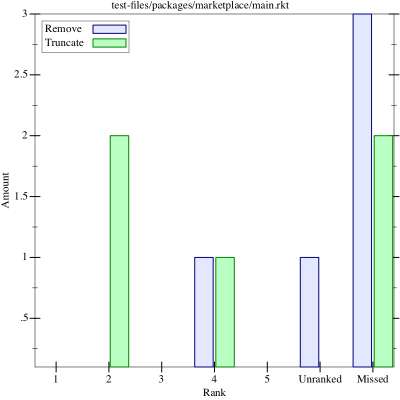 test-files/packages/marketplace/main.rkt
Remove
Truncate
3
2.5
2
1.5
1
.5
Amount
1 2 3 4 5 Unranked Missed
Rank